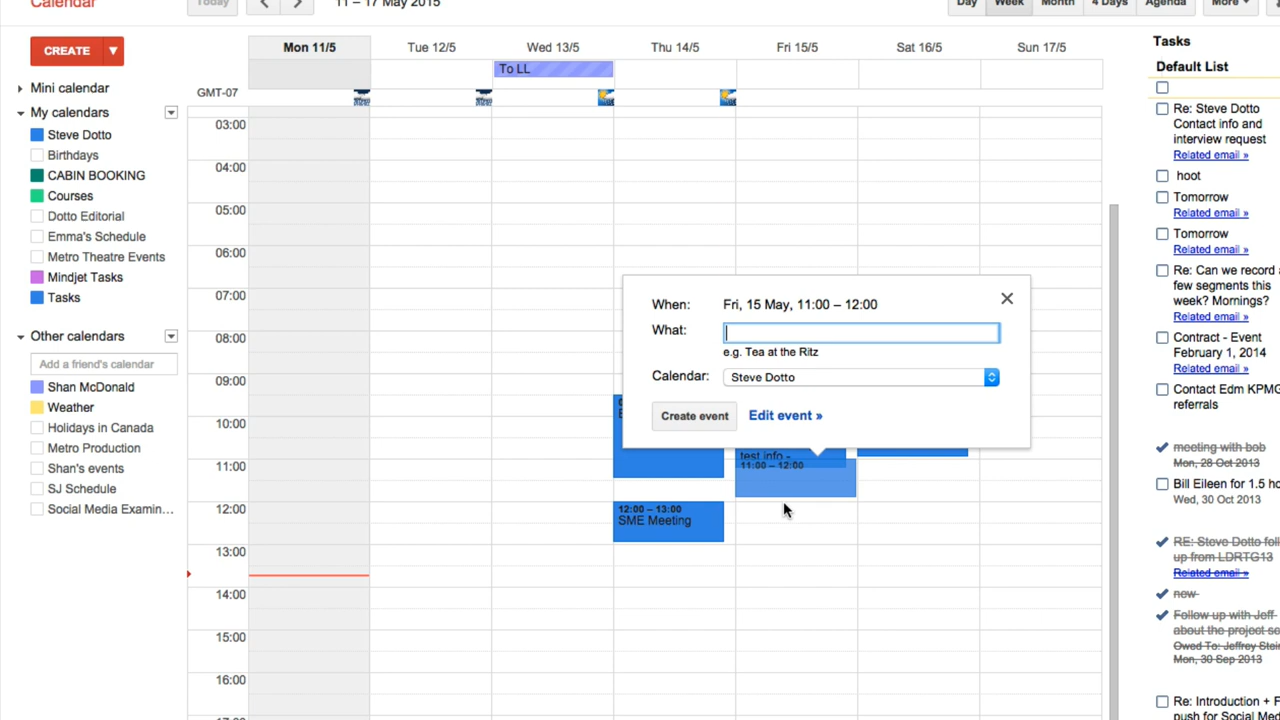 Calendar
Today
11 – 17 May 2015
Day
Week
Month
4 Days
Agenda
More
CREATE
Mini calendar
My calendars
Steve Dotto
Birthdays
CABIN BOOKING
Courses
Dotto Editorial
Emma's Schedule
Metro Theatre Events
Mindjet Tasks
Tasks
Other calendars
Add a friend's calendar
Shan McDonald
Weather
Holidays in Canada
Metro Production
Shan's events
SJ Schedule
Social Media Examin...
Mon 11/5
Tue 12/5
Wed 13/5
Thu 14/5
Fri 15/5
Sat 16/5
Sun 17/5
To LL
GMT-07
03:00
04:00
05:00
06:00
07:00
08:00
09:00
10:00
11:00
12:00
13:00
14:00
15:00
16:00
When: Fri, 15 May, 11:00 – 12:00
What:
e.g. Tea at the Ritz
Calendar: Steve Dotto
Create event
Edit event »
test info -
11:00 – 12:00
12:00 – 13:00
SME Meeting
Tasks
Default List
Re: Steve Dotto
Contact info and
interview request
Related email »
hoot
Tomorrow
Related email »
Tomorrow
Related email »
Re: Can we record a
few segments this
week? Mornings?
Related email »
Contract - Event
February 1, 2014
Related email »
Contact Edm KPMG
referrals
meeting with bob
Mon, 28 Oct 2013
Bill Eileen for 1.5 ho
Wed, 30 Oct 2013
RE: Steve Dotto foll
up from LDRTG13
Related email »
new
Follow up with Jeff
about the project se
Owed To: Jeffrey Stein
Mon, 30 Sep 2013
Re: Introduction + F
push for Social Med